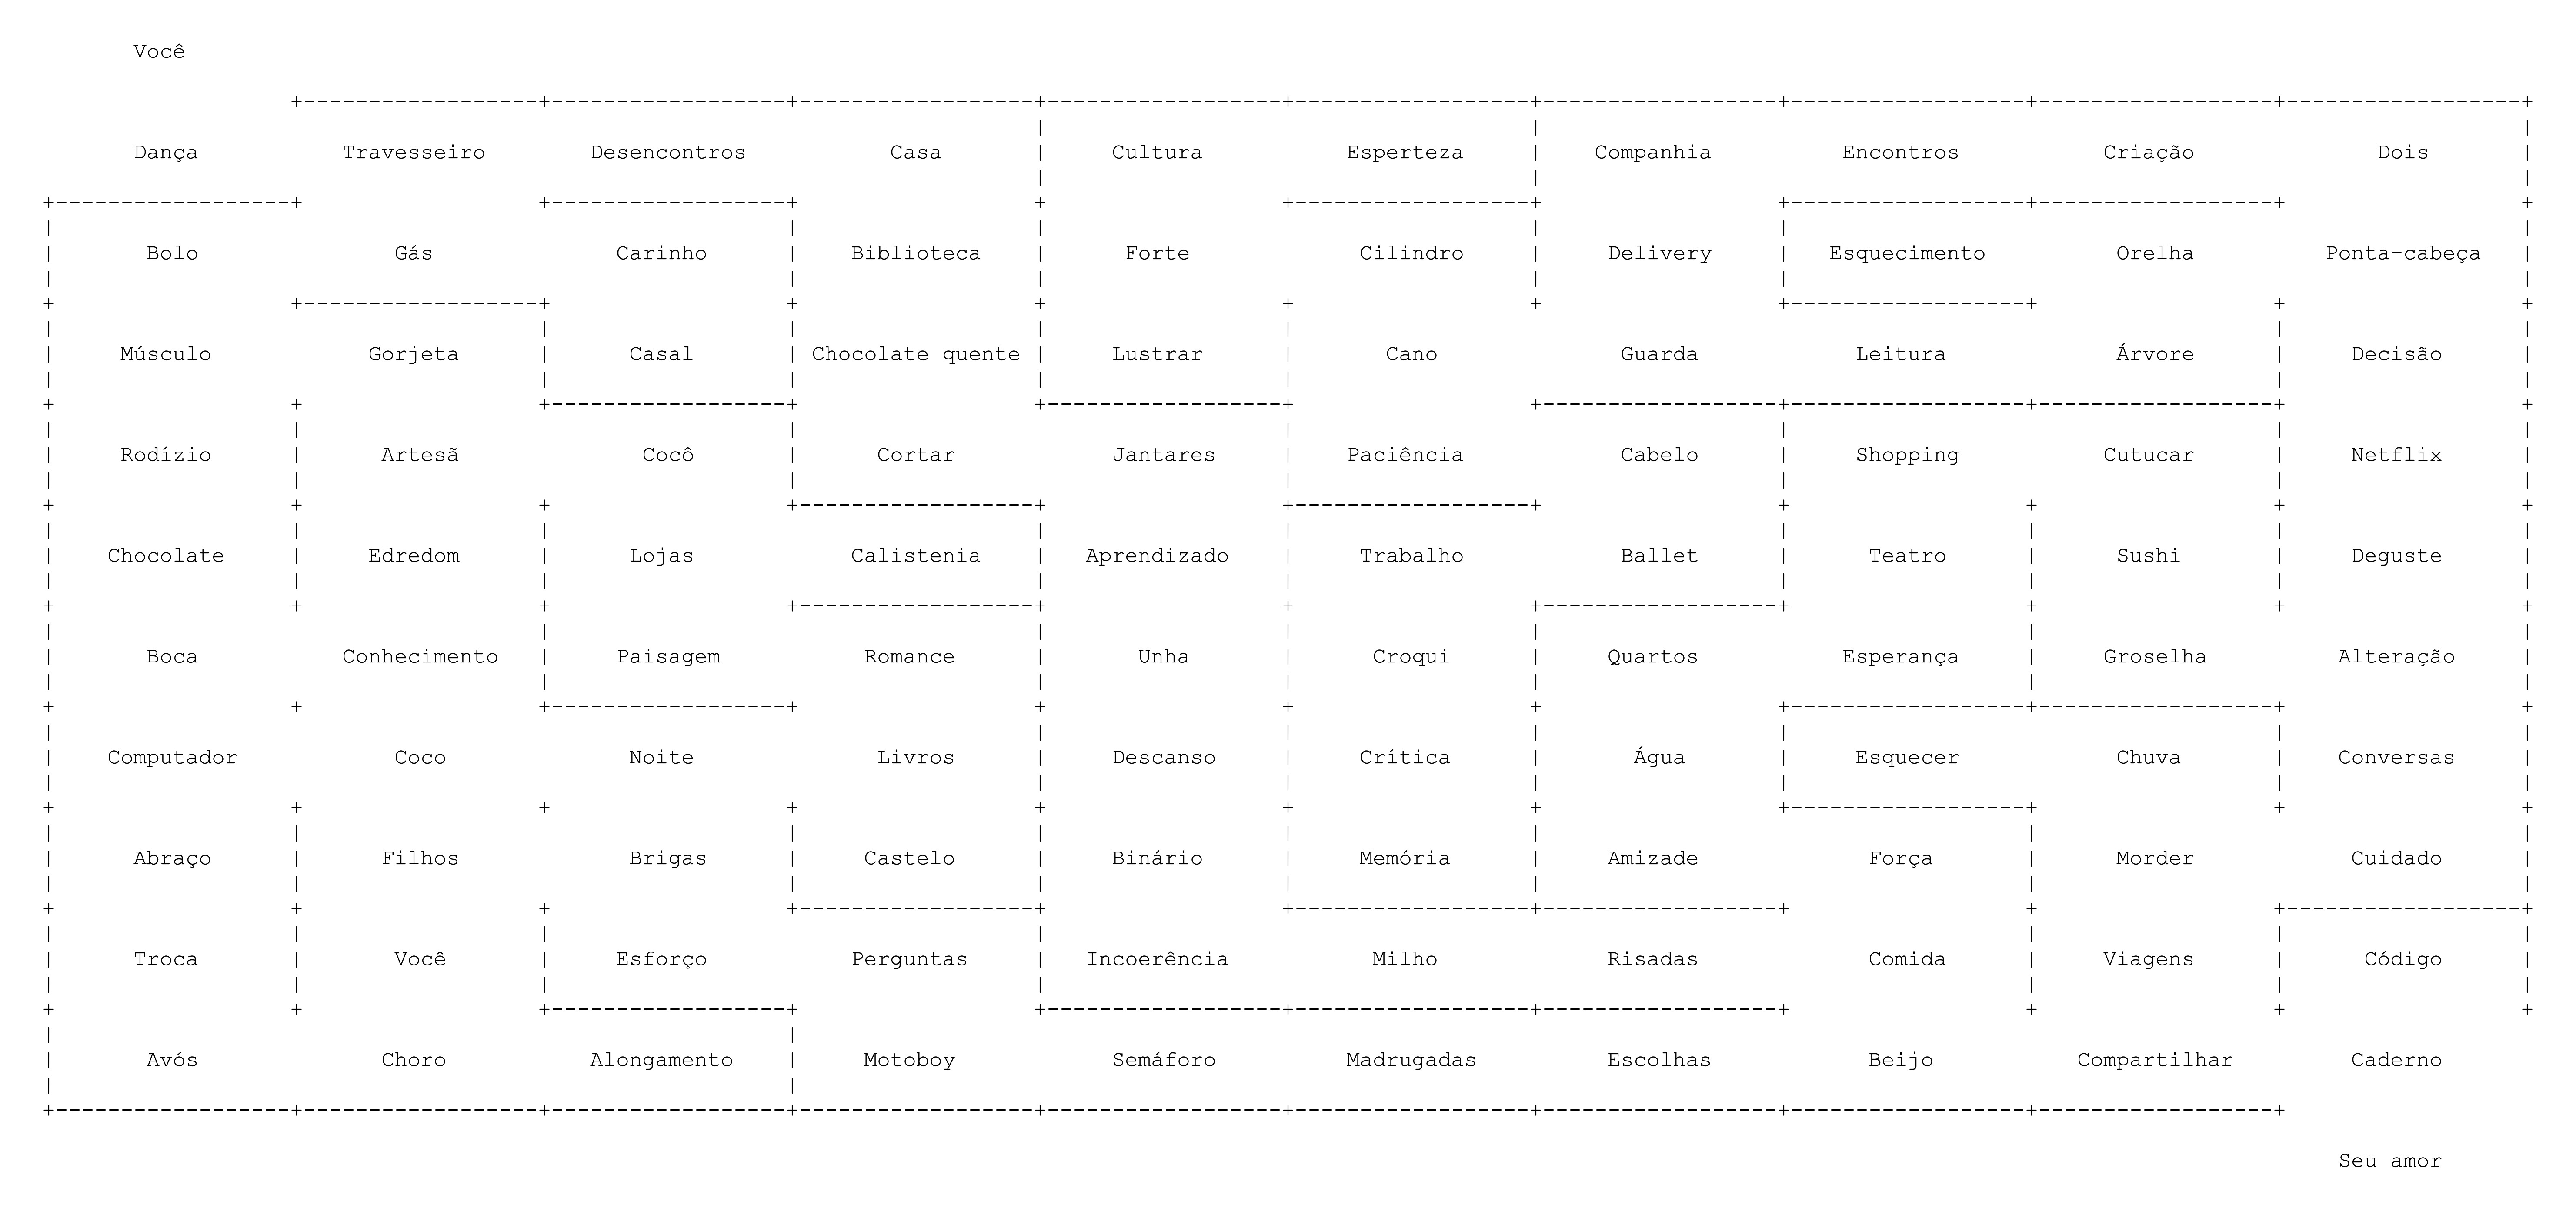 Você
Dança Travesseiro Desencontros Casa Cultura Esperteza Companhia Encontros Criação Dois
Bolo Gás Carinho Biblioteca Forte Cilindro Delivery Esquecimento Orelha Ponta-cabeça
Músculo Gorjeta Casal Chocolate quente Lustrar Cano Guarda Leitura Árvore Decisão
Rodízio Artesã Cocô Cortar Jantares Paciência Cabelo Shopping Cutucar Netflix
Chocolate Edredom Lojas Calistenia Aprendizado Trabalho Ballet Teatro Sushi Deguste
Boca Conhecimento Paisagem Romance Unha Croqui Quartos Esperança Groselha Alteração
Computador Coco Noite Livros Descanso Crítica Água Esquecer Chuva Conversas
Abraço Filhos Brigas Castelo Binário Memória Amizade Força Morder Cuidado
Troca Você Esforço Perguntas Incoerência Milho Risadas Comida Viagens Código
Avós Choro Alongamento Motoboy Semáforo Madrugadas Escolhas Beijo Compartilhar Caderno
Seu amor